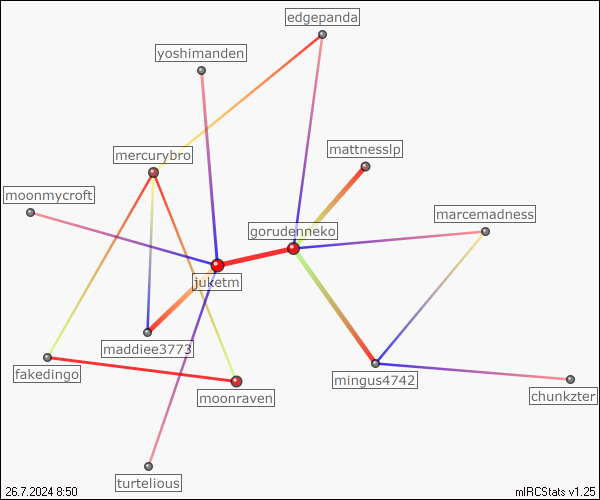 edgepanda
yoshimanden
mattnesslp
mercurybro
moonmycroft
marcemadness
gorudenneko
juketm
maddiee3773
fakedingo
mingus4742
moonraven
chunkzter
turtelious
26.7.2024 8:50
mIRCStats v1.25